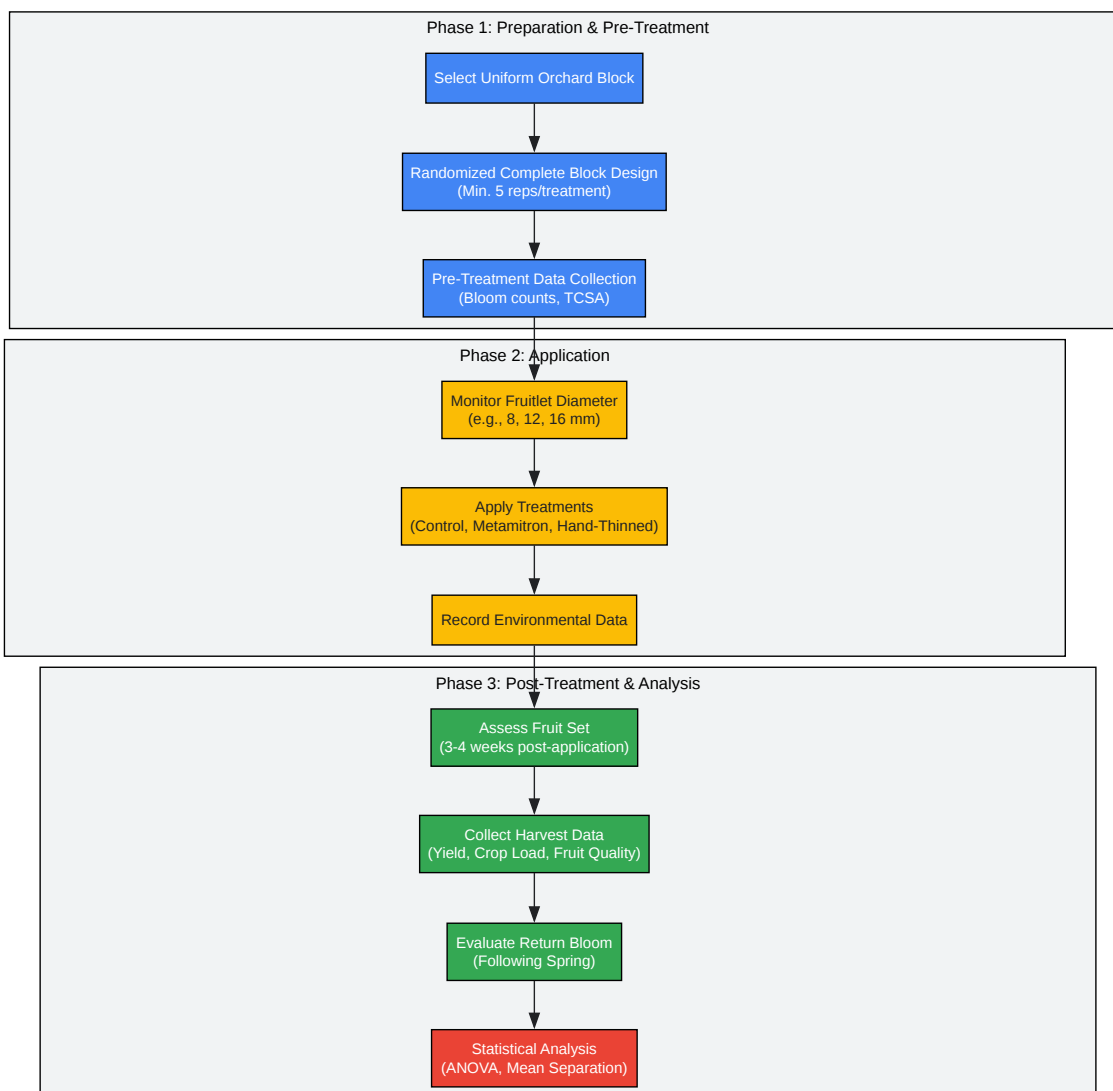 Phase 1: Preparation & Pre-Treatment
Select Uniform Orchard Block
Randomized Complete Block Design
(Min. 5 reps/treatment)
Pre-Treatment Data Collection
(Bloom counts, TCSA)
Phase 2: Application
Monitor Fruitlet Diameter
(e.g., 8, 12, 16 mm)
Apply Treatments
(Control, Metamitron, Hand-Thinned)
Record Environmental Data
Phase 3: Post-Treatment & Analysis
Assess Fruit Set
(3-4 weeks post-application)
Collect Harvest Data
(Yield, Crop Load, Fruit Quality)
Evaluate Return Bloom
(Following Spring)
Statistical Analysis
(ANOVA, Mean Separation)